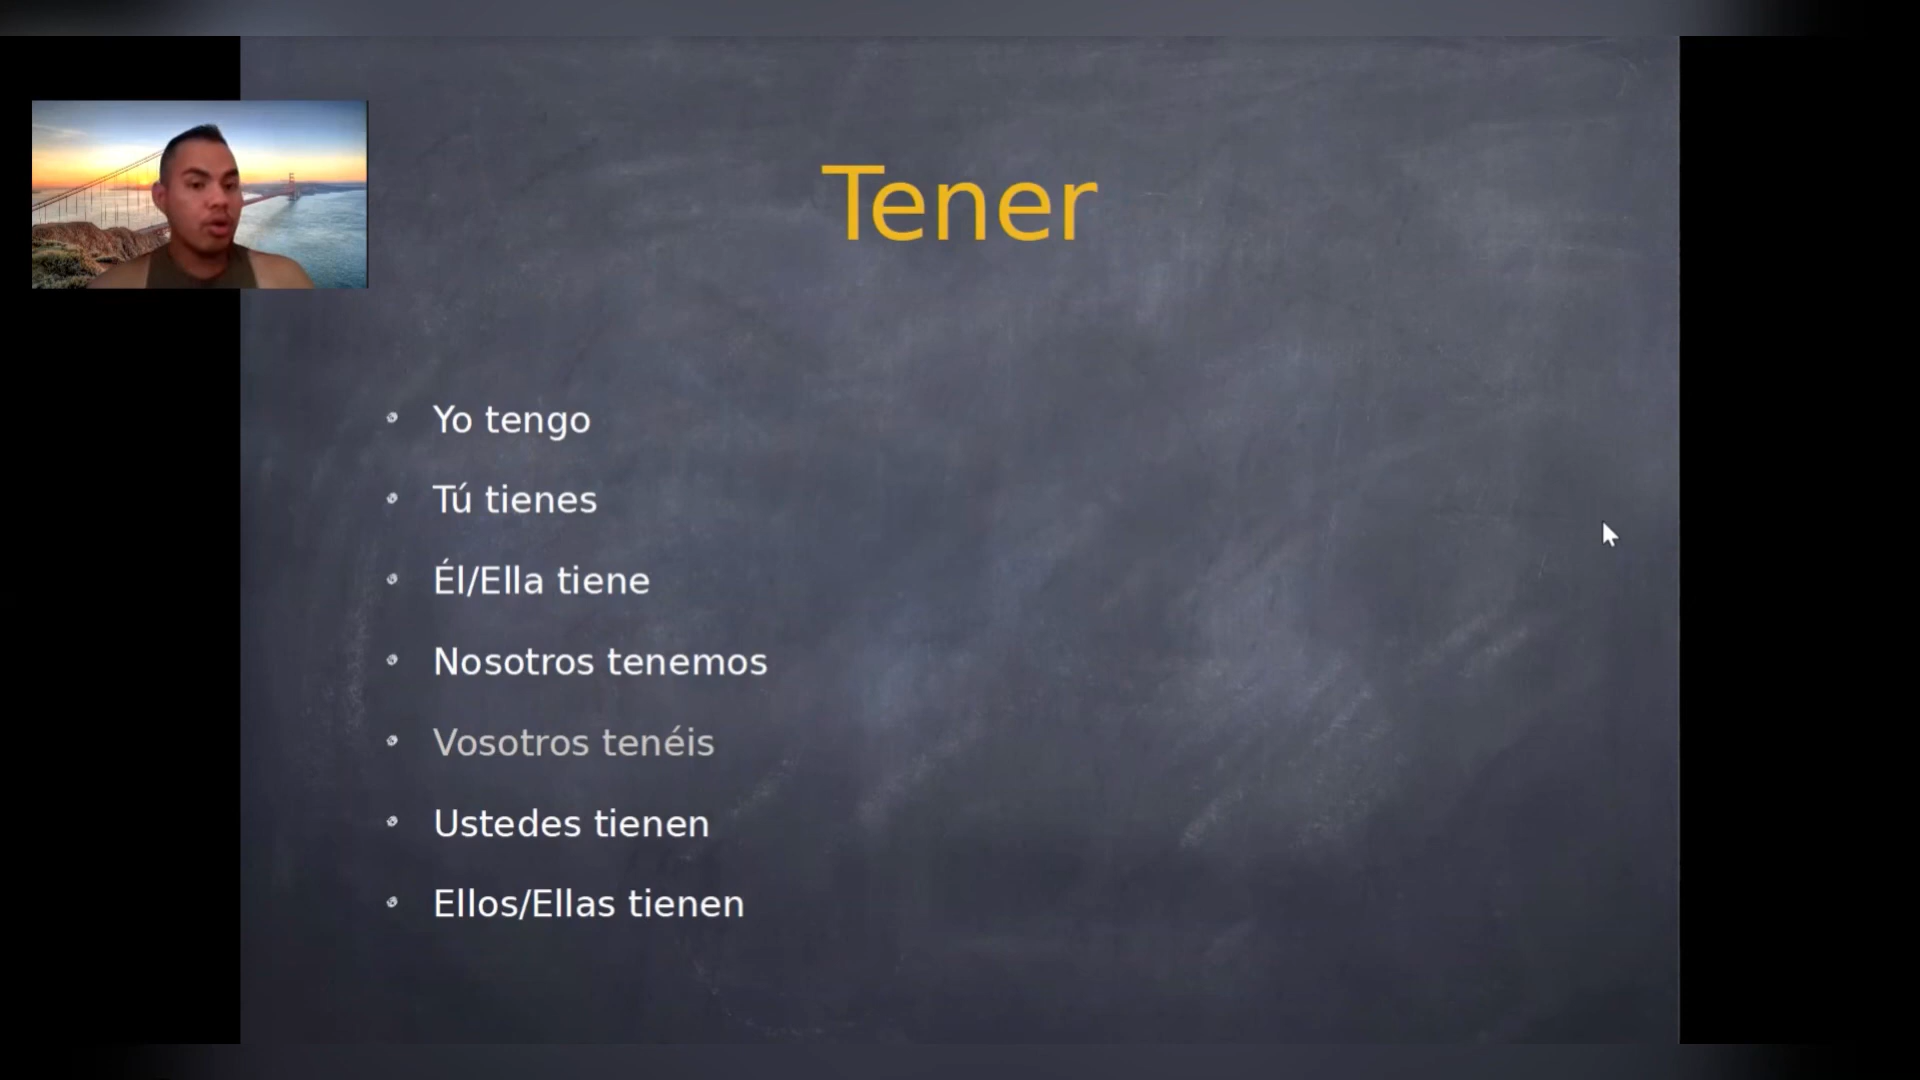 Tener
Yo tengo
Tú tienes
Él/Ella tiene
Nosotros tenemos
Vosotros tenéis
Ustedes tienen
Ellos/Ellas tienen